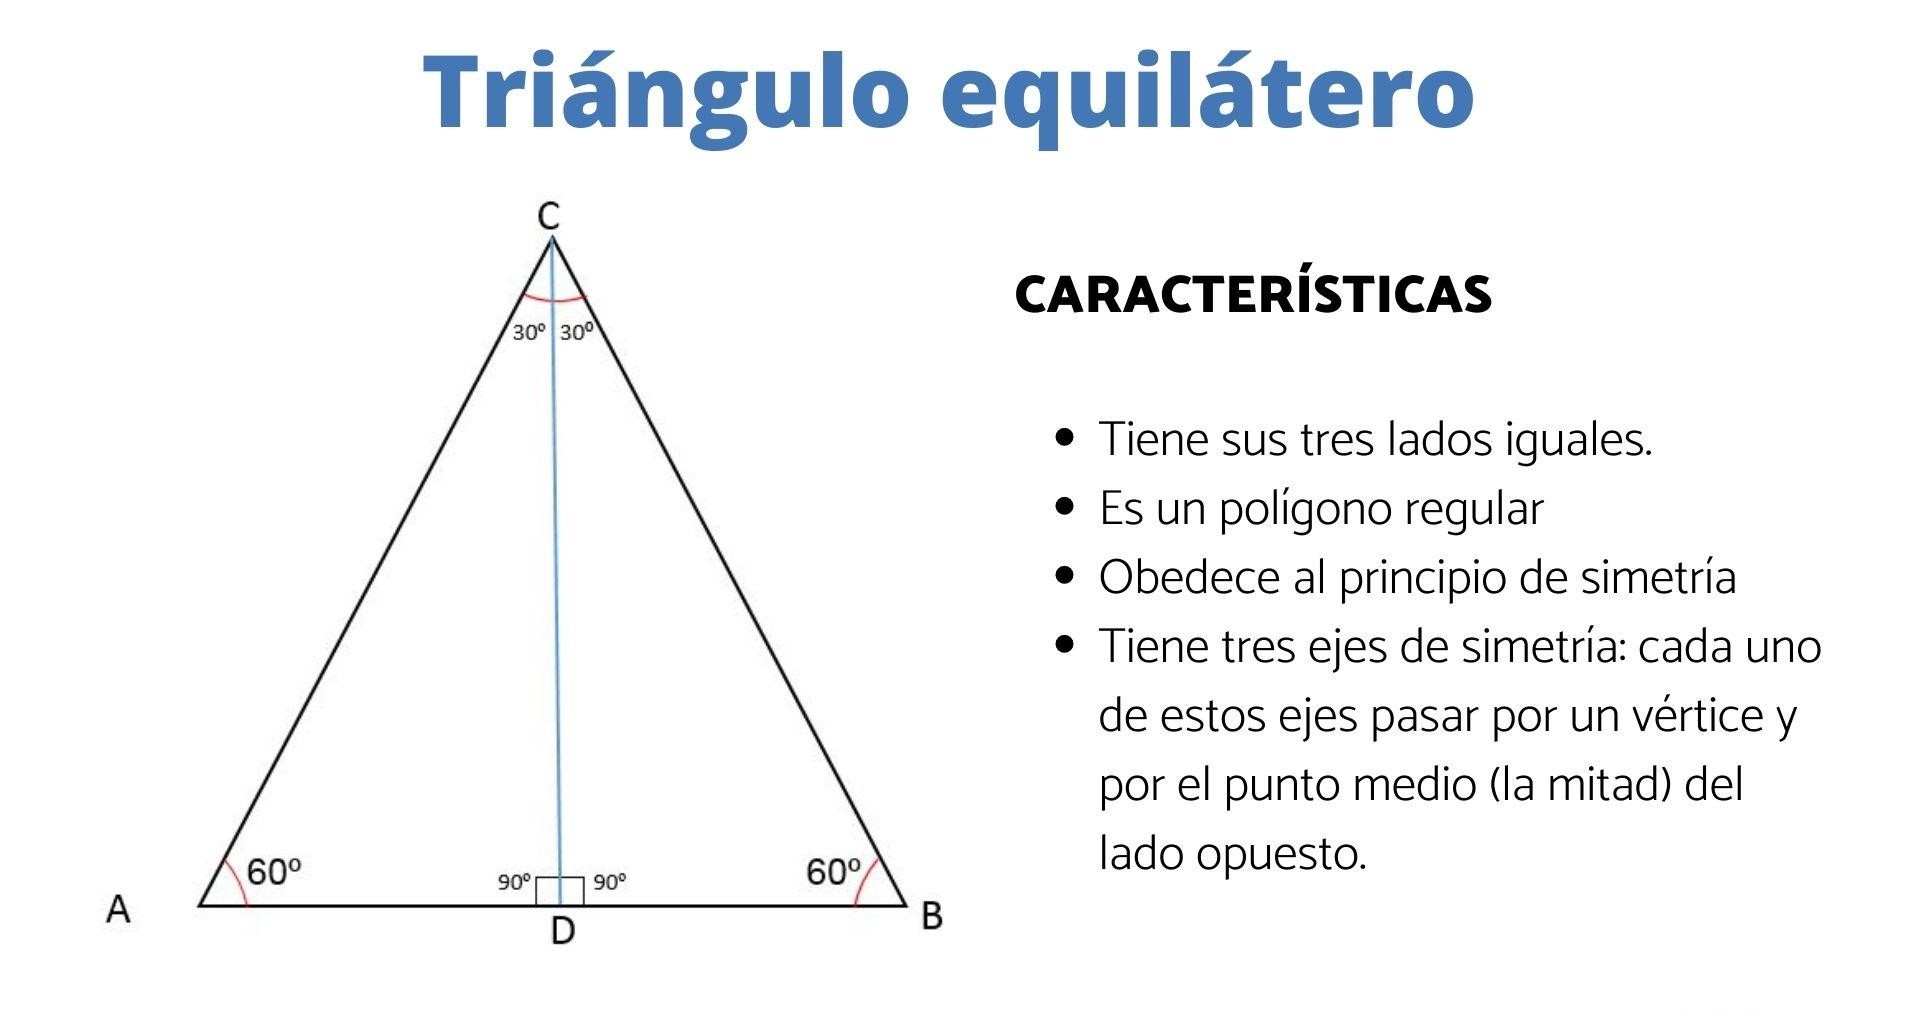 Triángulo equilátero
C
CARACTERÍSTICAS
30º 30º
• Tiene sus tres lados iguales.
• Es un polígono regular
• Obedece al principio de simetría
• Tiene tres ejes de simetría: cada uno
de estos ejes pasar por un vértice y
por el punto medio (la mitad) del
lado opuesto.
60º 90º 90º 60º
A D B